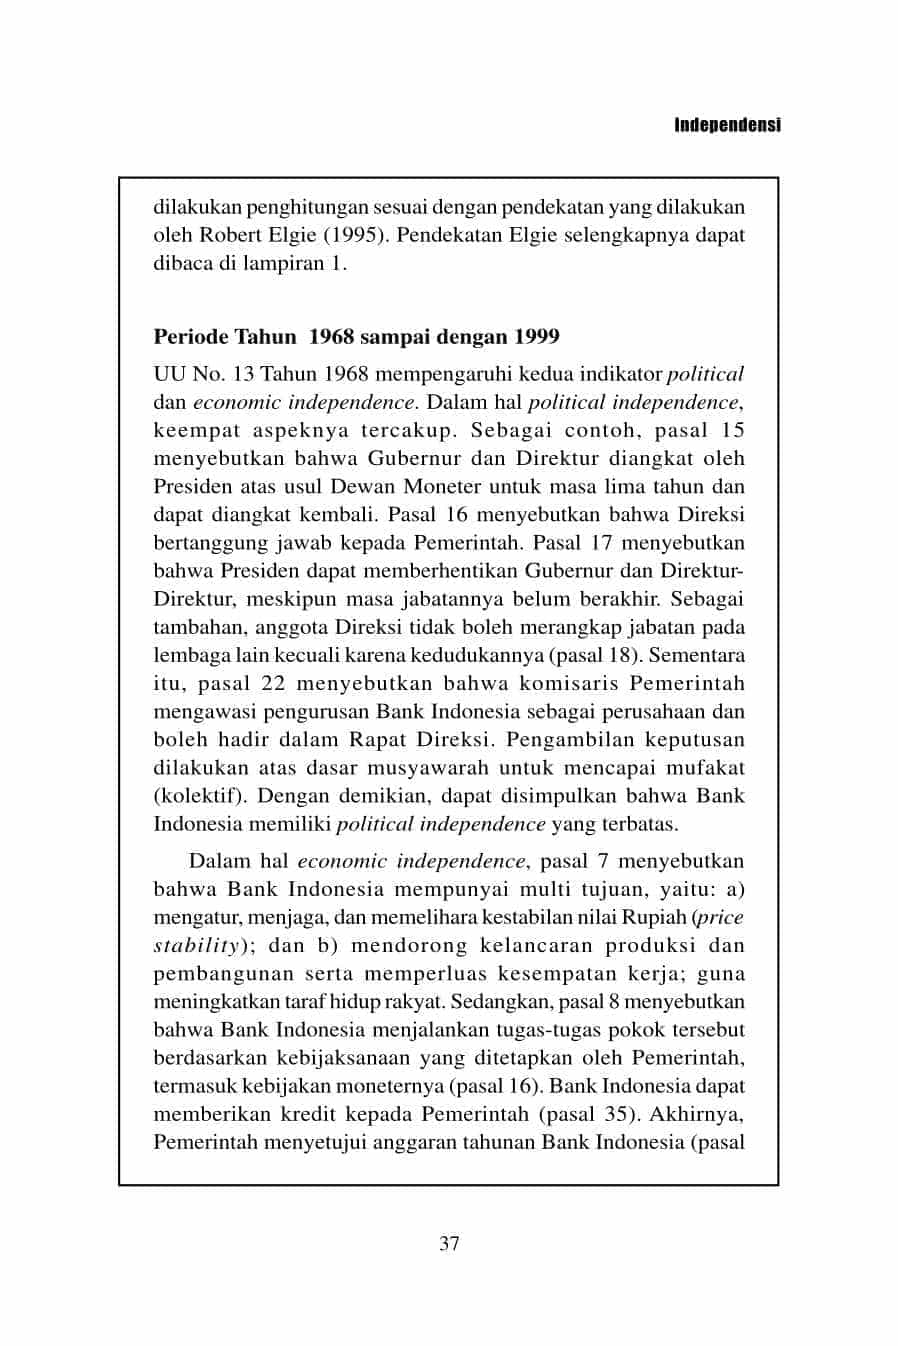 Independensi
dilakukan penghitungan sesuai dengan pendekatan yang dilakukan
oleh Robert Elgie (1995). Pendekatan Elgie selengkapnya dapat
dibaca di lampiran 1.
Periode Tahun  1968 sampai dengan 1999
UU No. 13 Tahun 1968 mempengaruhi kedua indikator political
dan economic independence. Dalam hal political independence,
keempat aspeknya tercakup. Sebagai contoh, pasal 15
menyebutkan bahwa Gubernur dan Direktur diangkat oleh
Presiden atas usul Dewan Moneter untuk masa lima tahun dan
dapat diangkat kembali. Pasal 16 menyebutkan bahwa Direksi
bertanggung jawab kepada Pemerintah. Pasal 17 menyebutkan
bahwa Presiden dapat memberhentikan Gubernur dan Direktur-
Direktur, meskipun masa jabatannya belum berakhir. Sebagai
tambahan, anggota Direksi tidak boleh merangkap jabatan pada
lembaga lain kecuali karena kedudukannya (pasal 18). Sementara
itu, pasal 22 menyebutkan bahwa komisaris Pemerintah
mengawasi pengurusan Bank Indonesia sebagai perusahaan dan
boleh hadir dalam Rapat Direksi. Pengambilan keputusan
dilakukan atas dasar musyawarah untuk mencapai mufakat
(kolektif). Dengan demikian, dapat disimpulkan bahwa Bank
Indonesia memiliki political independence yang terbatas.
Dalam hal economic independence, pasal 7 menyebutkan
bahwa Bank Indonesia mempunyai multi tujuan, yaitu: a)
mengatur, menjaga, dan memelihara kestabilan nilai Rupiah (price
stability); dan b) mendorong kelancaran produksi dan
pembangunan serta memperluas kesempatan kerja; guna
meningkatkan taraf hidup rakyat. Sedangkan, pasal 8 menyebutkan
bahwa Bank Indonesia menjalankan tugas-tugas pokok tersebut
berdasarkan kebijaksanaan yang ditetapkan oleh Pemerintah,
termasuk kebijakan moneternya (pasal 16). Bank Indonesia dapat
memberikan kredit kepada Pemerintah (pasal 35). Akhirnya,
Pemerintah menyetujui anggaran tahunan Bank Indonesia (pasal
37